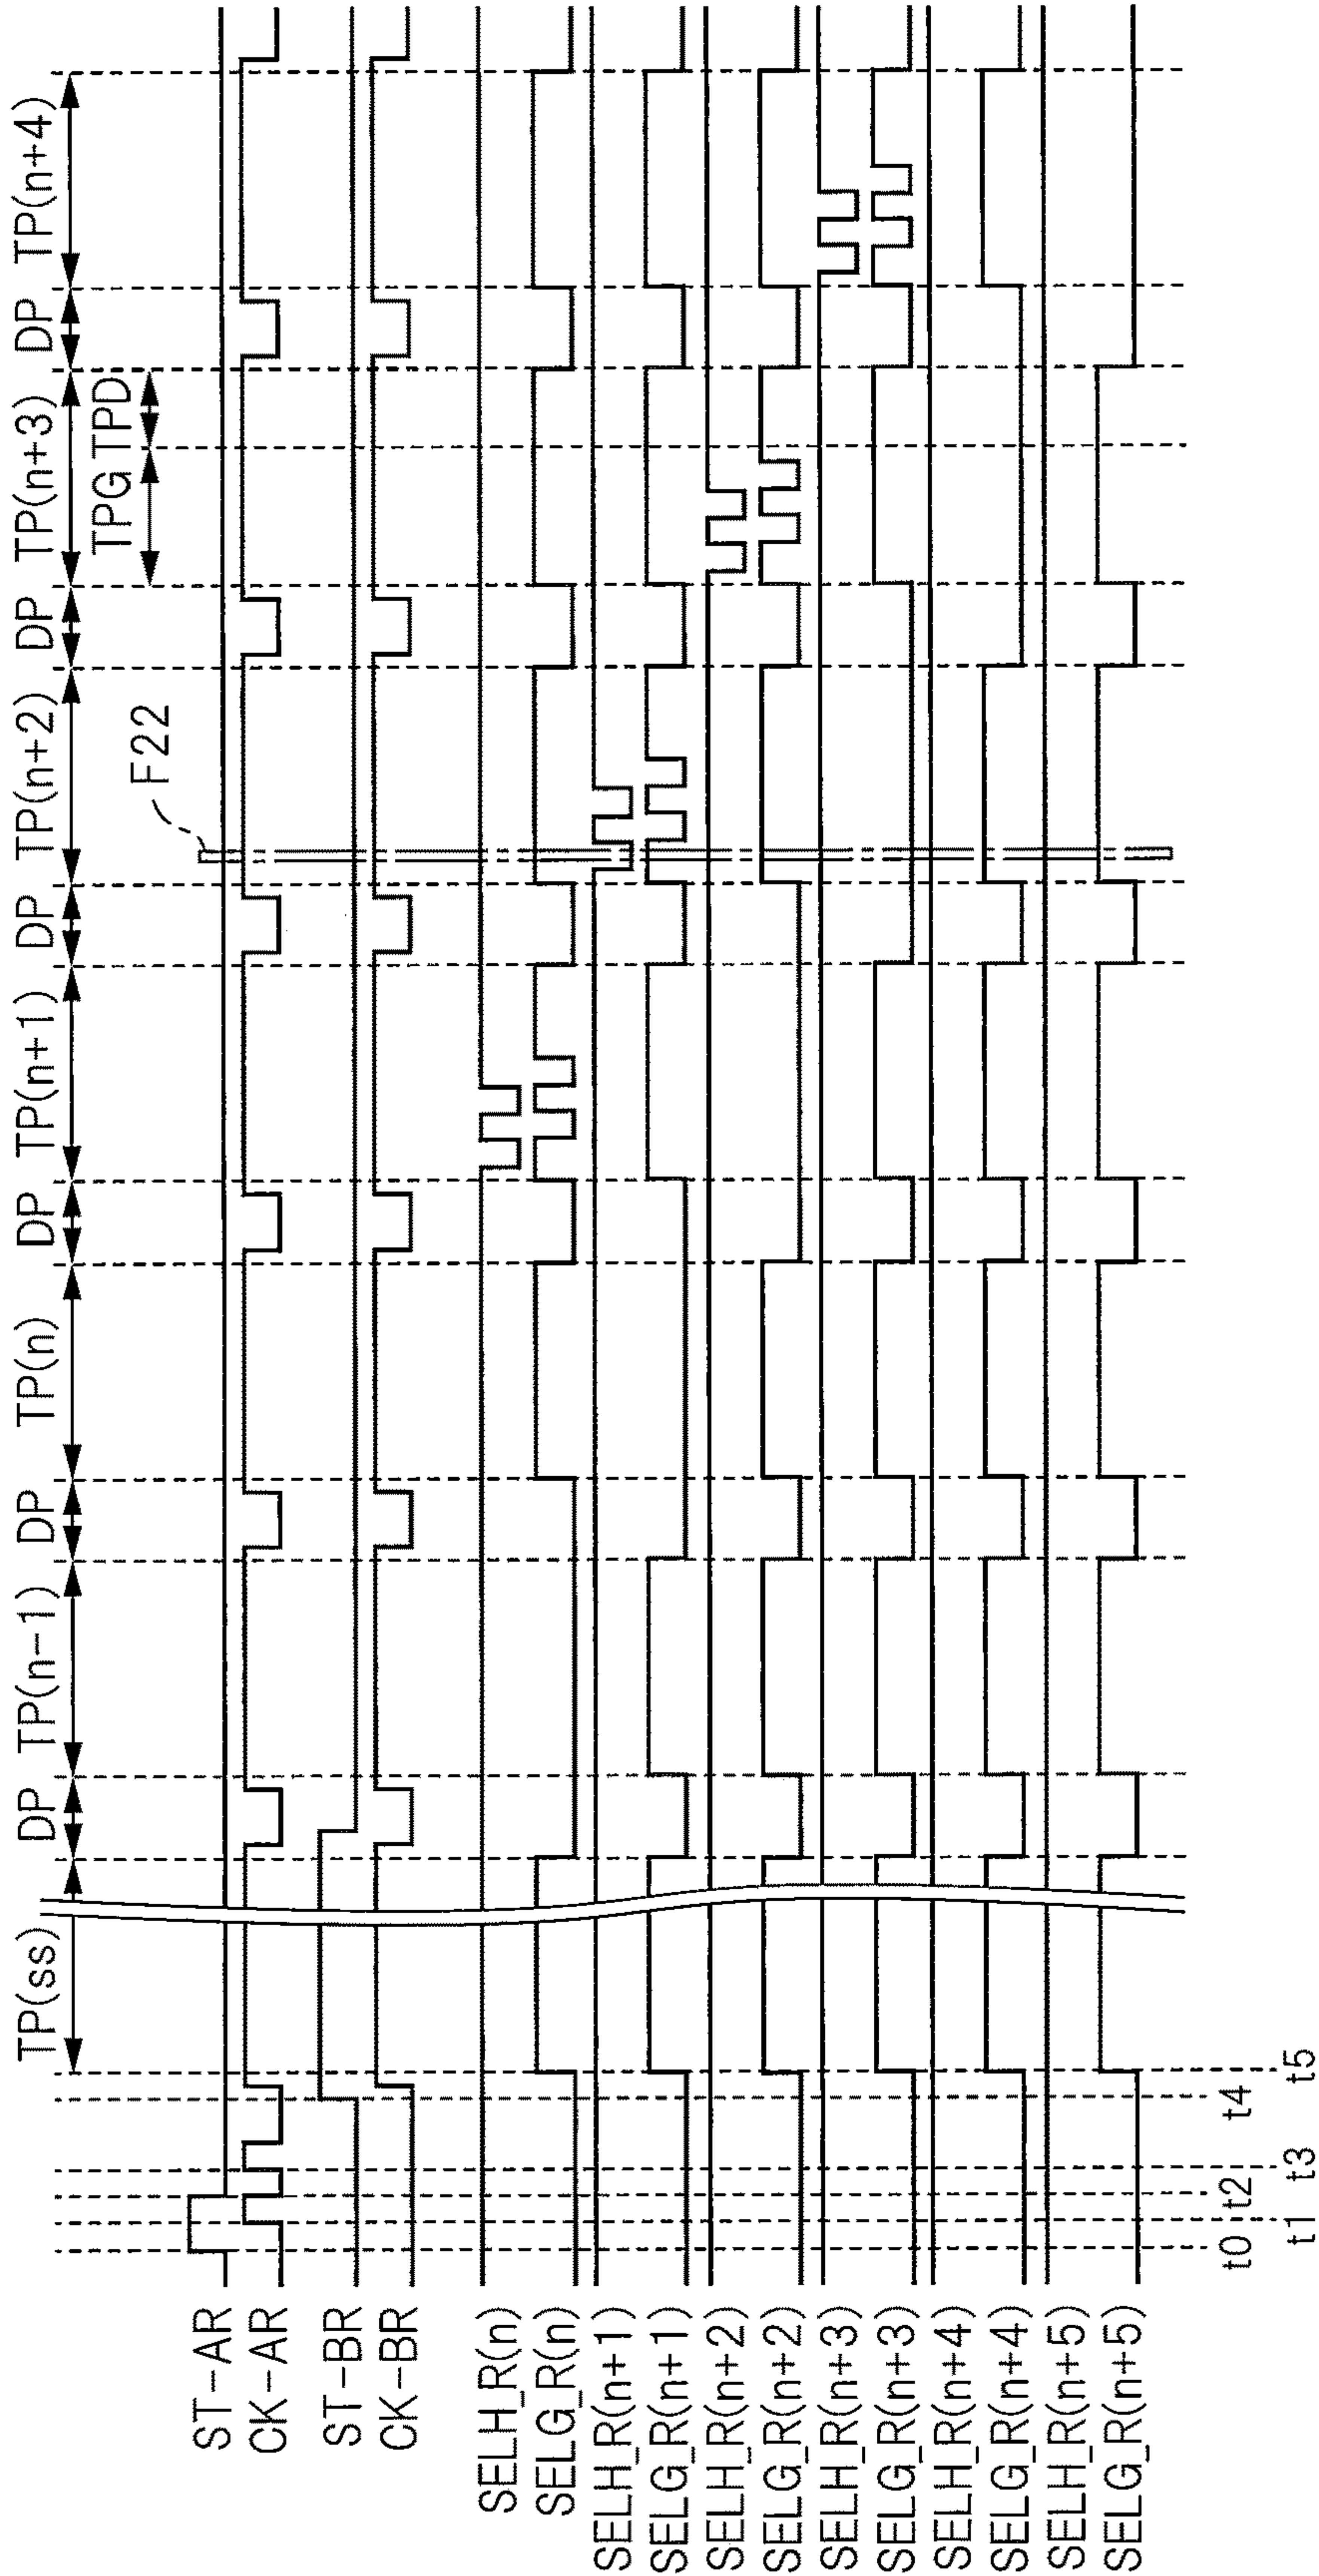 TP(ss)
DP
TP(n-1)
DP
TP(n)
DP
TP(n+1)
DP
TP(n+2)
DP
TP(n+3)
DP
TP(n+4)
TPG
TPD
F22
ST-AR
CK-AR
ST-BR
CK-BR
SELH_R(n)
SELG_R(n)
SELH_R(n+1)
SELG_R(n+1)
SELH_R(n+2)
SELG_R(n+2)
SELH_R(n+3)
SELG_R(n+3)
SELH_R(n+4)
SELG_R(n+4)
SELH_R(n+5)
SELG_R(n+5)
t0
t1
t2
t3
t4
t5